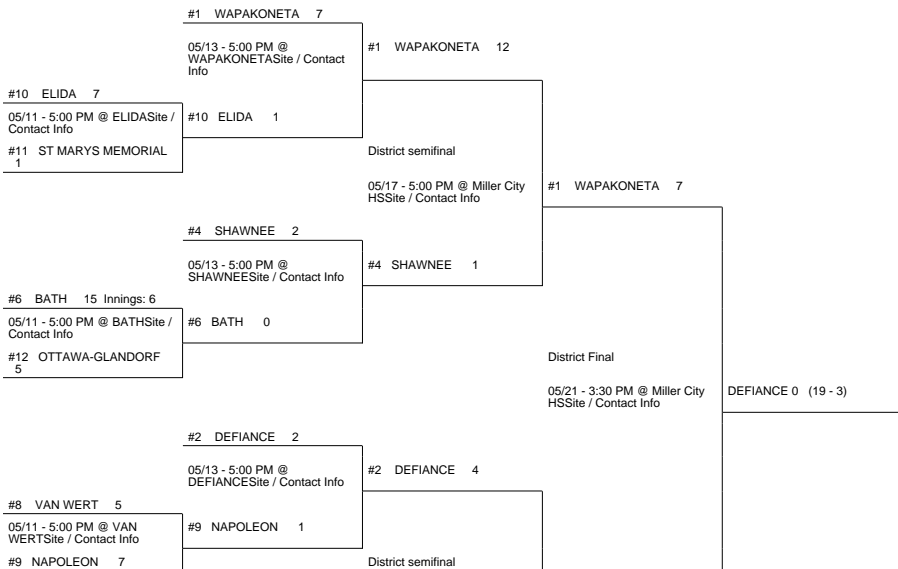 #1 WAPAKONETA 7
05/13 - 5:00 PM @
WAPAKONETASite / Contact
Info
#1 WAPAKONETA 12
#10 ELIDA 7
05/11 - 5:00 PM @ ELIDASite /
Contact Info
#10 ELIDA 1
#11 ST MARYS MEMORIAL
1
District semifinal
05/17 - 5:00 PM @ Miller City
HSSite / Contact Info
#1 WAPAKONETA 7
#4 SHAWNEE 2
05/13 - 5:00 PM @
SHAWNEESite / Contact Info
#4 SHAWNEE 1
#6 BATH 15 Innings: 6
05/11 - 5:00 PM @ BATHSite /
Contact Info
#6 BATH 0
#12 OTTAWA-GLANDORF
5
District Final
05/21 - 3:30 PM @ Miller City
HSSite / Contact Info
DEFIANCE 0 (19 - 3)
#2 DEFIANCE 2
05/13 - 5:00 PM @
DEFIANCESite / Contact Info
#2 DEFIANCE 4
#8 VAN WERT 5
05/11 - 5:00 PM @ VAN
WERTSite / Contact Info
#9 NAPOLEON 1
#9 NAPOLEON 7
District semifinal